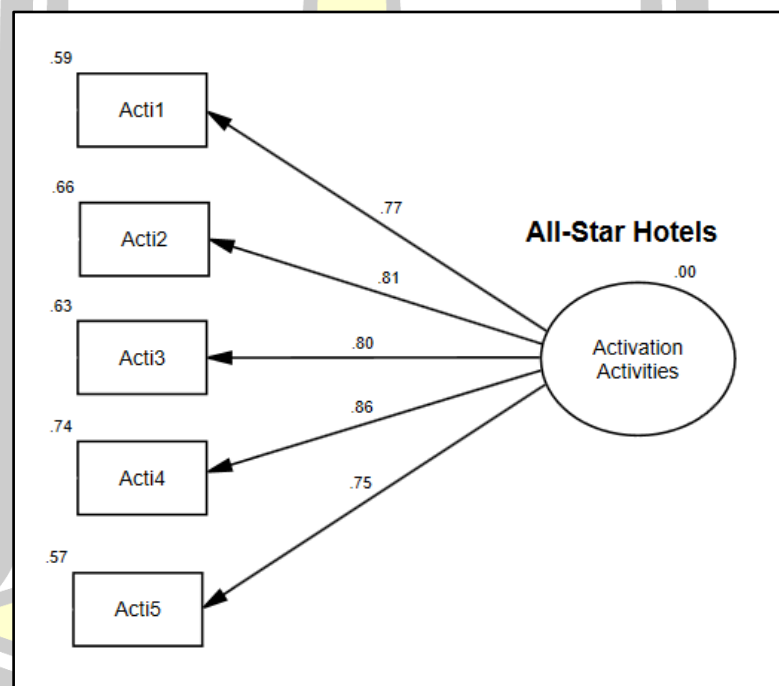 .59
Acti1
.77
.66
Acti2
All-Star Hotels
.81
.00
.63
Acti3
.80
Activation
Activities
.86
.74
Acti4
.75
.57
Acti5